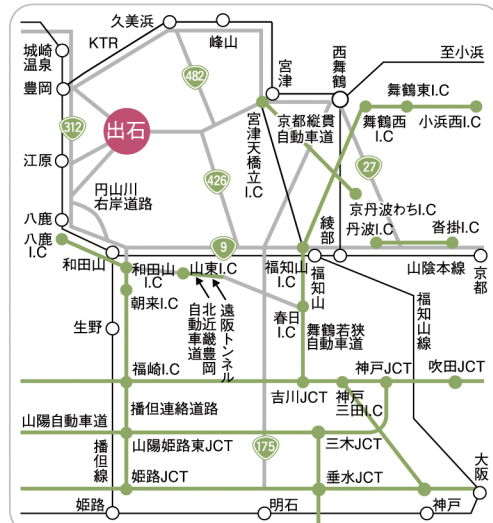 久美浜
峰山
KTR
城崎
温泉
豊岡
482
宮津
西舞鶴
至小浜
舞鶴東I.C
舞鶴西
I.C
小浜西I.C
312
出石
宮津天橋立
I.C
京都縦貫
自動車道
27
江原
426
円山川
右岸道路
京丹波わちI.C
丹波I.C
沓掛I.C
綾部
八鹿
八鹿
I.C
9
和田山
和田山
I.C
山東I.C
福知山
I.C
福知山
山陰本線
京都
朝来I.C
北近畿豊岡
自動車道
遠阪トンネル
春日
I.C
舞鶴若狭
自動車道
福知山線
生野
福崎I.C
吉川JCT
神戸
三田I.C
神戸JCT
吹田JCT
播但連絡道路
山陽自動車道
播但線
山陽姫路東JCT
175
三木JCT
姫路JCT
垂水JCT
大阪
姫路
明石
神戸